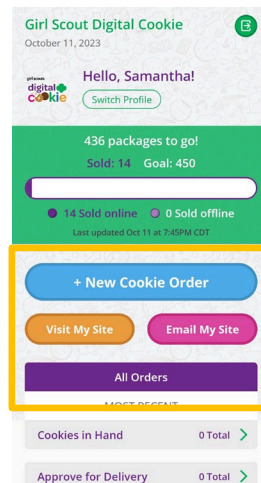 Girl Scout Digital Cookie
October 11, 2023
girl scouts
digital
cookie
Hello, Samantha!
Switch Profile
436 packages to go!
Sold: 14 Goal: 450
14 Sold online 0 Sold offline
Last updated Oct 11 at 7:45PM CDT
+ New Cookie Order
Visit My Site Email My Site
All Orders
MOST RECENT
Cookies in Hand 0 Total
Approve for Delivery 0 Total